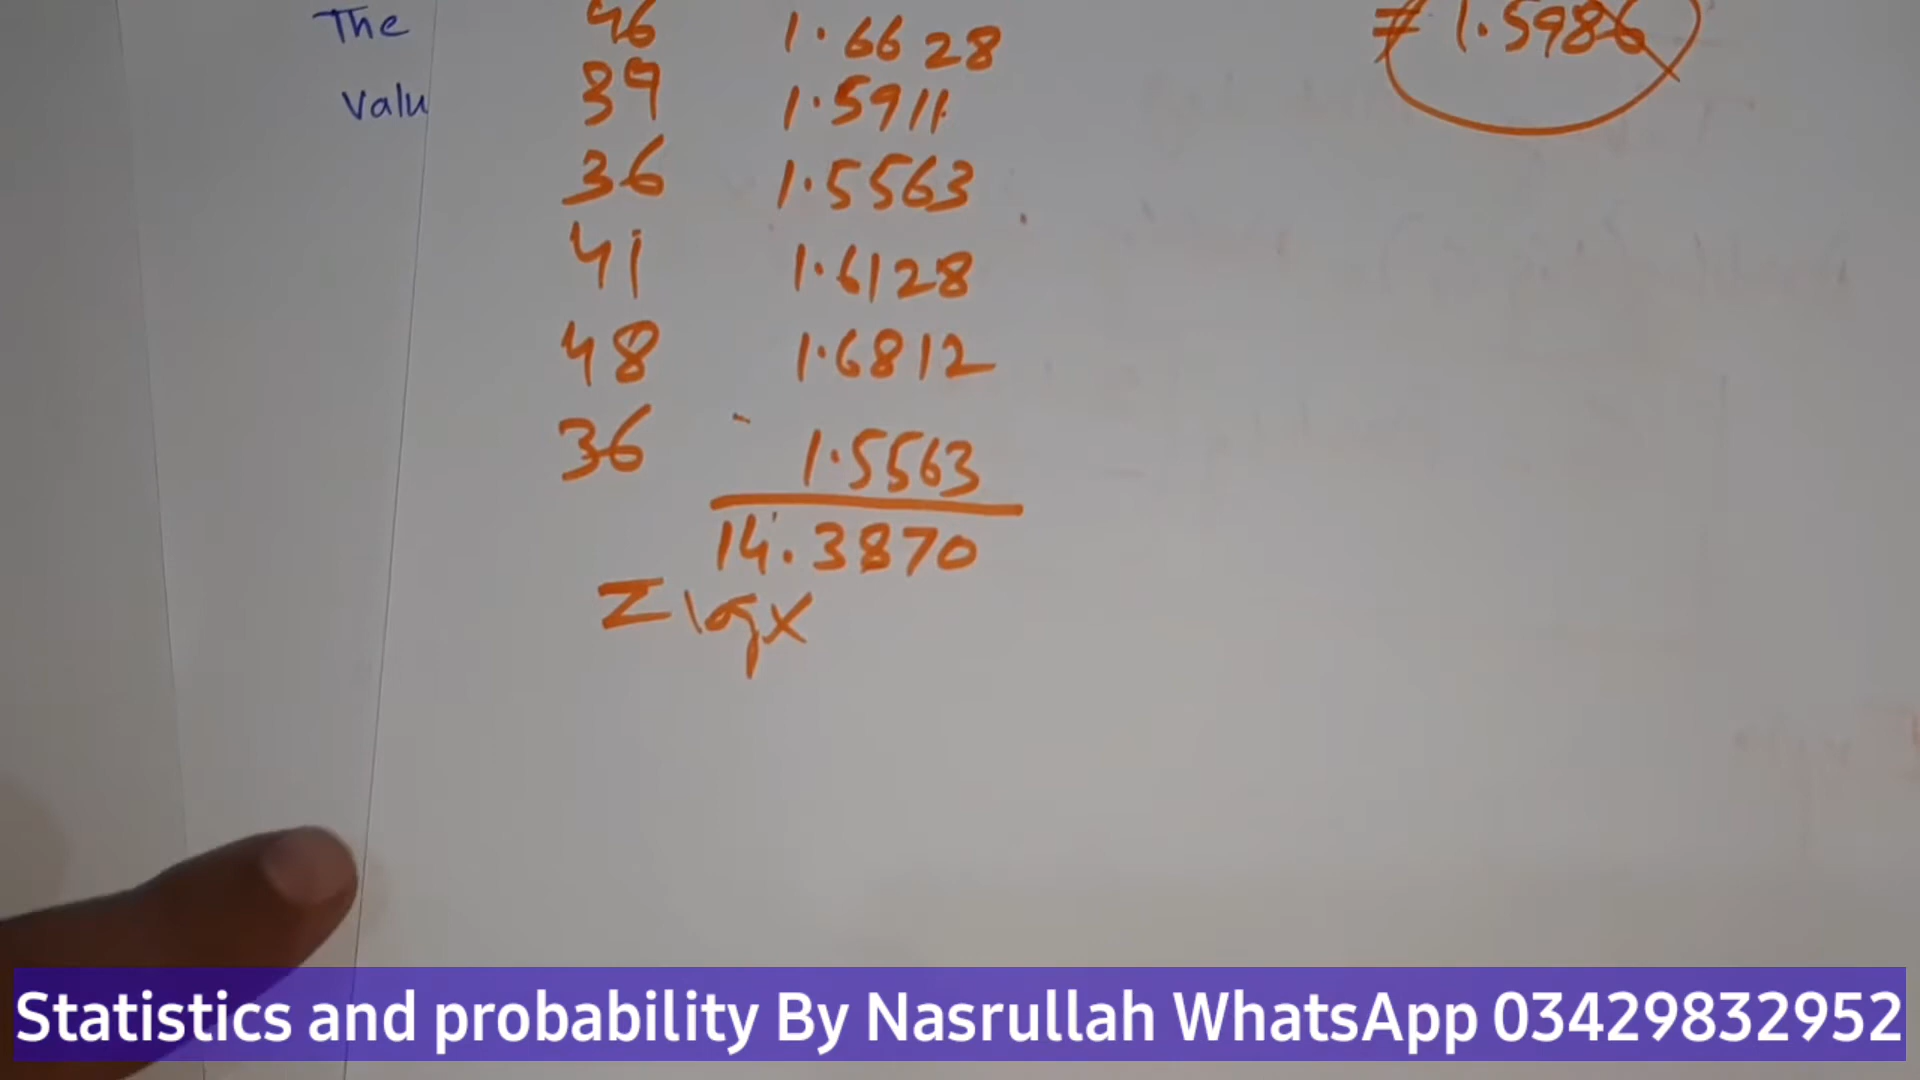 The
Valu
46 1.6628
39 1.5911
36 1.5563
41 1.6128
48 1.6812
36 1.5563
14.3870
Σlogx
≠ 1.5986
Statistics and probability By Nasrullah WhatsApp 03429832952